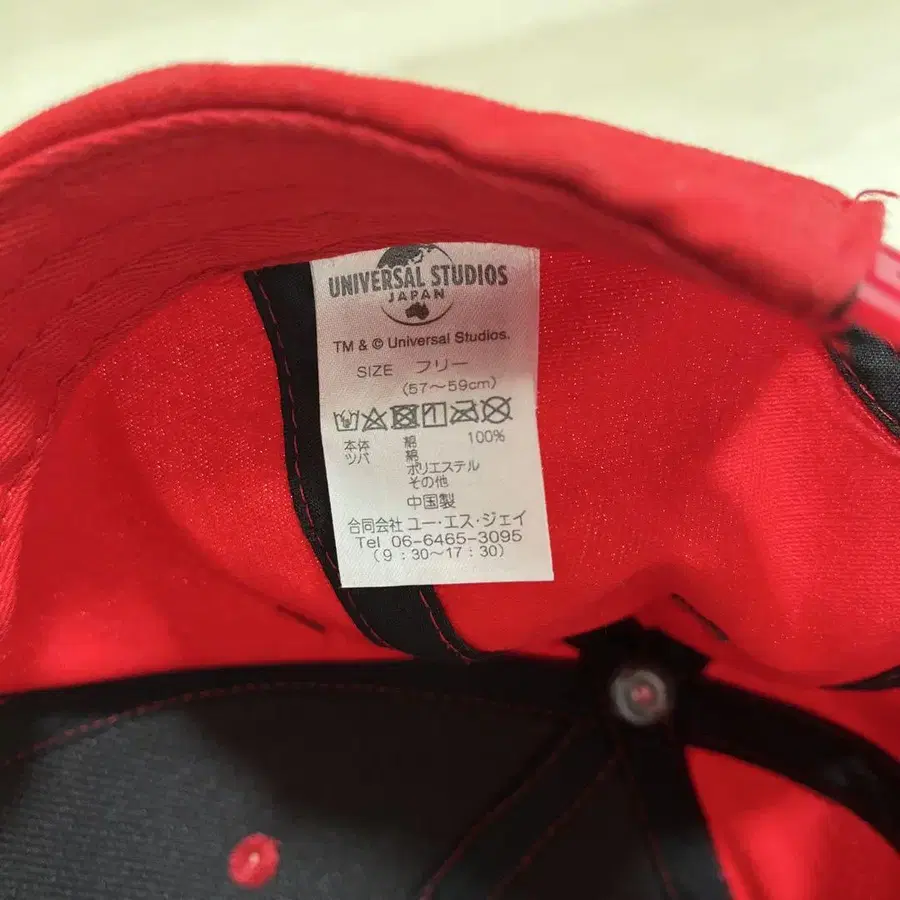 UNIVERSAL STUDIOS
JAPAN
TM & © Universal Studios.
SIZE フリー
(57～59cm)
本体 綿 100%
ツバ 綿
ポリエステル
その他
中国製
合同会社 ユー・エス・ジェイ
Tel 06-6465-3095
(9:30～17:30)